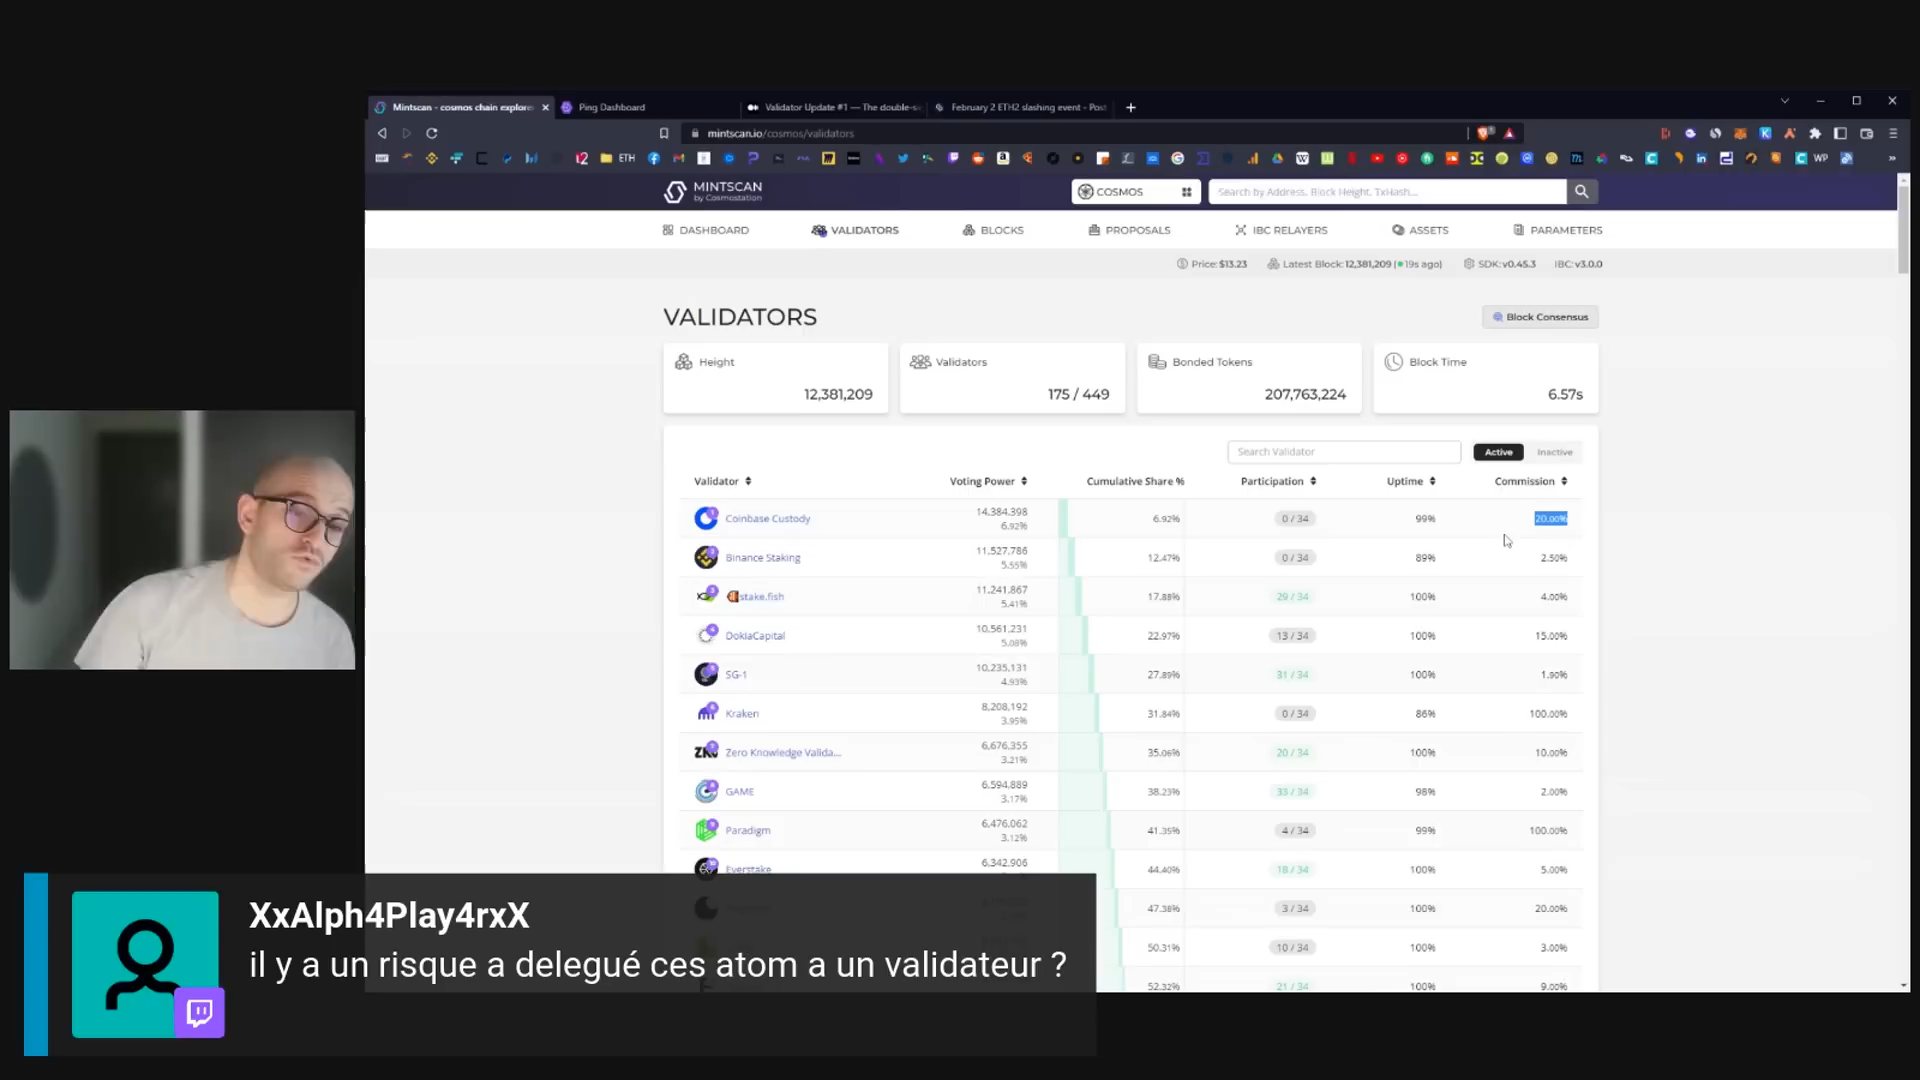 Mintscan - cosmos chain explore
Ping Dashboard
Validator Update #1 — The double-s
February 2 ETH2 slashing event - Post
mintscan.io/cosmos/validators
ETH
WP
MINTSCAN
by Cosmostation
COSMOS
Search by Address, Block Height, TxHash...
DASHBOARD
VALIDATORS
BLOCKS
PROPOSALS
IBC RELAYERS
ASSETS
PARAMETERS
Price: $13.23
Latest Block: 12,381,209 (19s ago)
SDK: v0.45.3
IBC: v3.0.0
VALIDATORS
Block Consensus
Height
12,381,209
Validators
175 / 449
Bonded Tokens
207,763,224
Block Time
6.57s
Search Validator
Active
Inactive
Validator Voting Power Cumulative Share % Participation Uptime Commission
Coinbase Custody 14,384,398 6.92% 0 / 34 99% 20.00%
6.92%
Binance Staking 11,527,786 12.47% 0 / 34 89% 2.50%
5.55%
stake.fish 11,241,867 17.88% 29 / 34 100% 4.00%
5.41%
DokiaCapital 10,561,231 22.97% 13 / 34 100% 15.00%
5.08%
SG-1 10,235,131 27.89% 31 / 34 100% 1.90%
4.93%
Kraken 8,208,192 31.84% 0 / 34 86% 100.00%
3.95%
Zero Knowledge Valida... 6,676,355 35.06% 20 / 34 100% 10.00%
3.21%
GAME 6,594,889 38.23% 33 / 34 98% 2.00%
3.17%
Paradigm 6,476,062 41.35% 4 / 34 99% 100.00%
3.12%
Everstake 6,342,906 44.40% 18 / 34 100% 5.00%
47.38% 3 / 34 100% 20.00%
50.31% 10 / 34 100% 3.00%
52.32% 21 / 34 100% 9.00%
XxAlph4Play4rxX
il y a un risque a delegué ces atom a un validateur ?